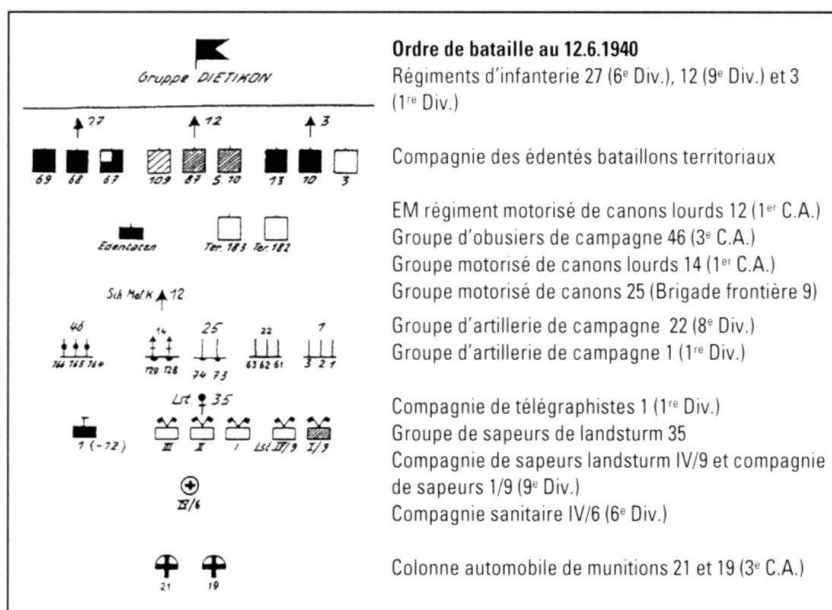 Gruppe DIETIKON
27 12 3
69 68 67 109 87 S.10 13 10 3
Edentaten Ter. 183 Ter. 182
Sch Mot K 12
46 14 25 22 1
766 765 764 129 128 74 73 63 62 61 3 2 1
Lst. 35
1 (-1 2.) III II I Lst IV/9 I/9
IV/6
21 19
Ordre de bataille au 12.6.1940
Régiments d'infanterie 27 (6e Div.), 12 (9e Div.) et 3
(1re Div.)
Compagnie des édentés bataillons territoriaux
EM régiment motorisé de canons lourds 12 (1er C.A.)
Groupe d'obusiers de campagne 46 (3e C.A.)
Groupe motorisé de canons lourds 14 (1er C.A.)
Groupe motorisé de canons 25 (Brigade frontière 9)
Groupe d'artillerie de campagne 22 (8e Div.)
Groupe d'artillerie de campagne 1 (1re Div.)
Compagnie de télégraphistes 1 (1re Div.)
Groupe de sapeurs de landsturm 35
Compagnie de sapeurs landsturm IV/9 et compagnie
de sapeurs 1/9 (9e Div.)
Compagnie sanitaire IV/6 (6e Div.)
Colonne automobile de munitions 21 et 19 (3e C.A.)